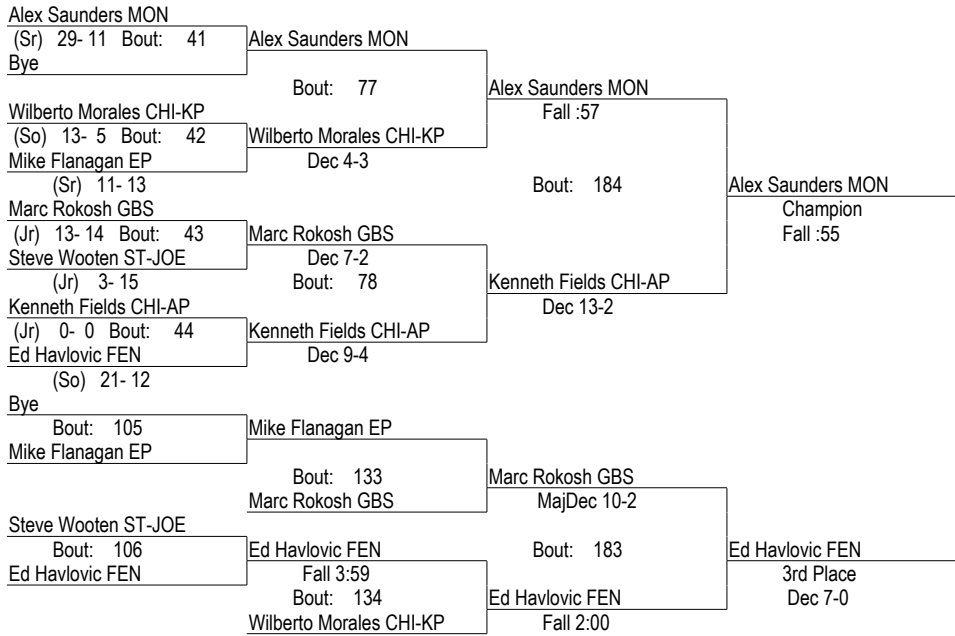 Alex Saunders MON
(Sr) 29- 11 Bout: 41 Alex Saunders MON
Bye
Bout: 77 Alex Saunders MON
Wilberto Morales CHI-KP Fall :57
(So) 13- 5 Bout: 42 Wilberto Morales CHI-KP
Mike Flanagan EP Dec 4-3
(Sr) 11- 13 Bout: 184 Alex Saunders MON
Marc Rokosh GBS Champion
(Jr) 13- 14 Bout: 43 Marc Rokosh GBS Fall :55
Steve Wooten ST-JOE Dec 7-2
(Jr) 3- 15 Bout: 78 Kenneth Fields CHI-AP
Kenneth Fields CHI-AP Dec 13-2
(Jr) 0- 0 Bout: 44 Kenneth Fields CHI-AP
Ed Havlovic FEN Dec 9-4
(So) 21- 12
Bye
Bout: 105 Mike Flanagan EP
Mike Flanagan EP
Bout: 133 Marc Rokosh GBS
Marc Rokosh GBS MajDec 10-2
Steve Wooten ST-JOE
Bout: 106 Ed Havlovic FEN Bout: 183 Ed Havlovic FEN
Ed Havlovic FEN Fall 3:59 3rd Place
Bout: 134 Ed Havlovic FEN Dec 7-0
Wilberto Morales CHI-KP Fall 2:00